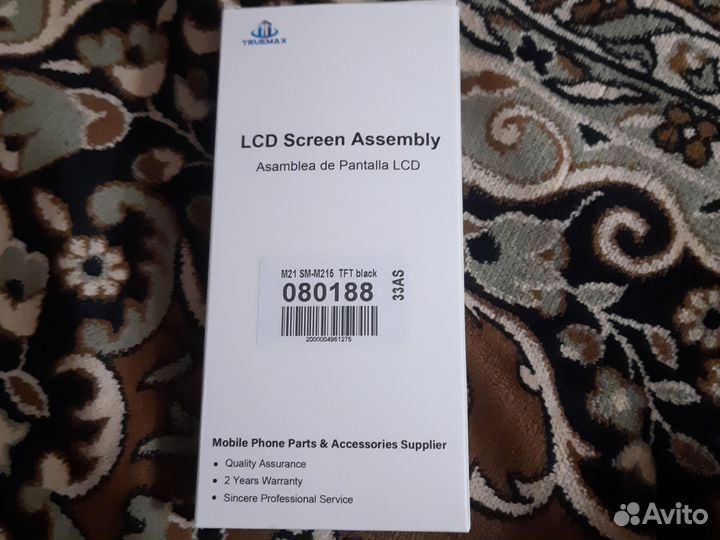 TRUEMAX
LCD Screen Assembly
Asamblea de Pantalla LCD
M21 SM-M215 TFT black
080188
33AS
2000004961276
Mobile Phone Parts & Accessories Supplier
• Quality Assurance
• 2 Years Warranty
• Sincere Professional Service
Avito